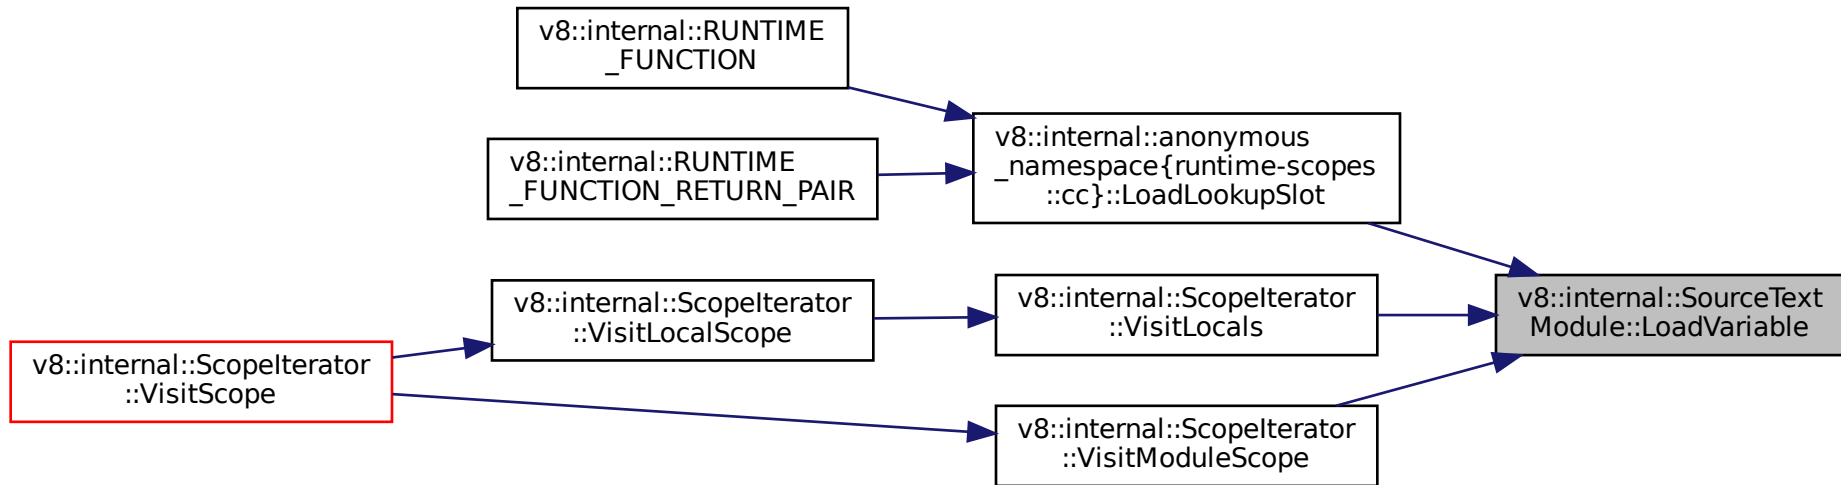 v8::internal::RUNTIME
_FUNCTION
v8::internal::anonymous
_namespace{runtime-scopes
::cc}::LoadLookupSlot
v8::internal::RUNTIME
_FUNCTION_RETURN_PAIR
v8::internal::SourceText
Module::LoadVariable
v8::internal::ScopeIterator
::VisitLocals
v8::internal::ScopeIterator
::VisitLocalScope
v8::internal::ScopeIterator
::VisitScope
v8::internal::ScopeIterator
::VisitModuleScope